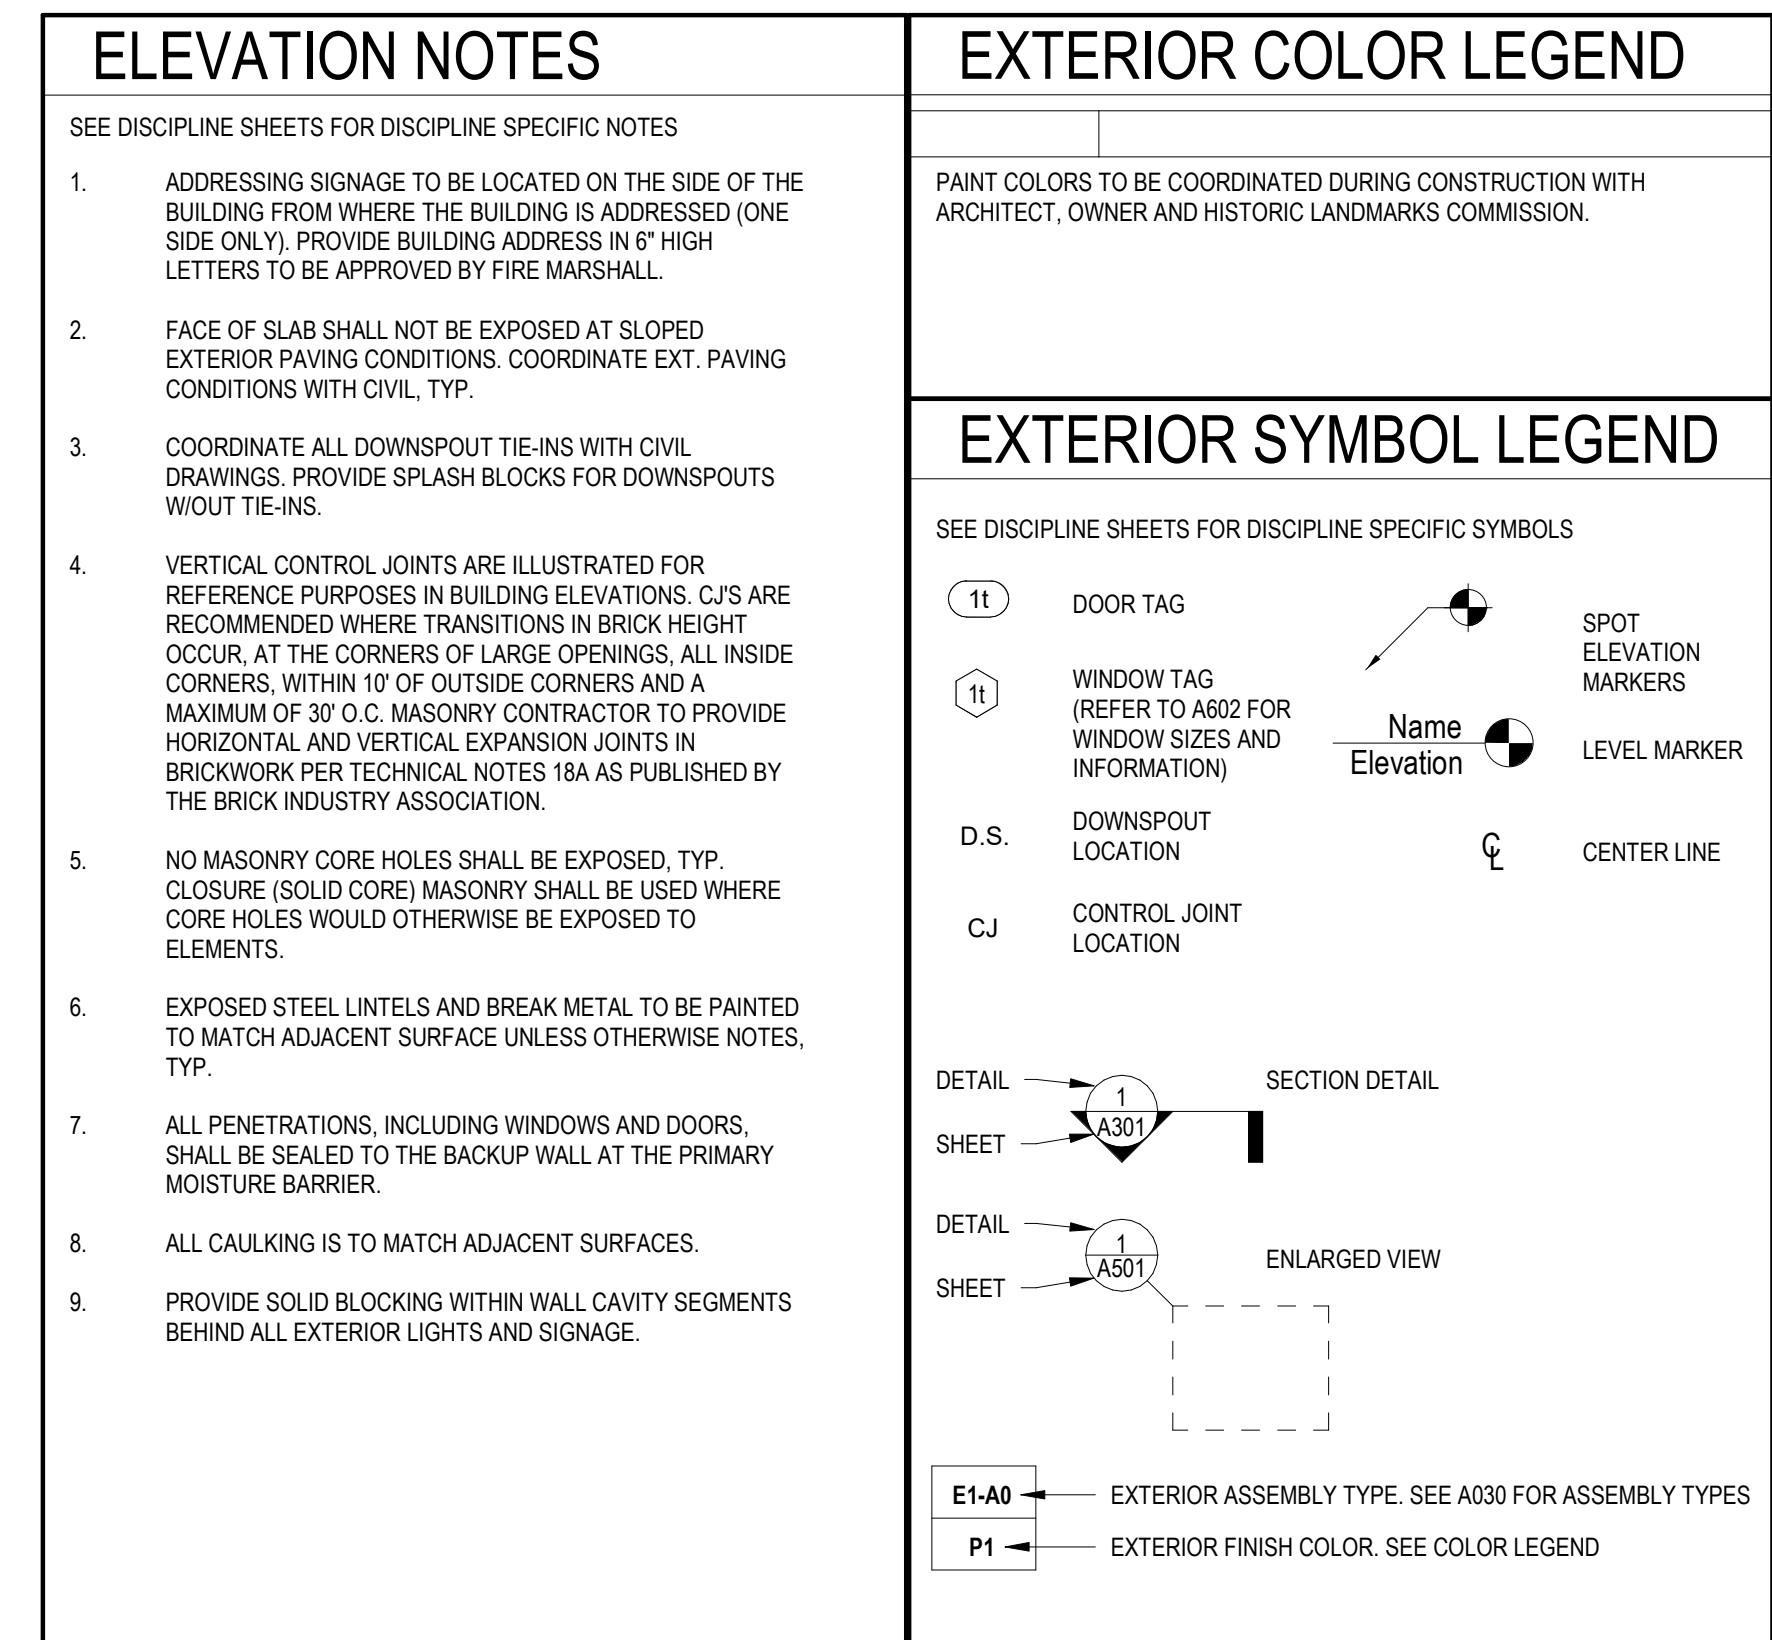 ELEVATION NOTES
SEE DISCIPLINE SHEETS FOR DISCIPLINE SPECIFIC NOTES
1. ADDRESSING SIGNAGE TO BE LOCATED ON THE SIDE OF THE
BUILDING FROM WHERE THE BUILDING IS ADDRESSED (ONE
SIDE ONLY). PROVIDE BUILDING ADDRESS IN 6" HIGH
LETTERS TO BE APPROVED BY FIRE MARSHALL.
2. FACE OF SLAB SHALL NOT BE EXPOSED AT SLOPED
EXTERIOR PAVING CONDITIONS. COORDINATE EXT. PAVING
CONDITIONS WITH CIVIL, TYP.
3. COORDINATE ALL DOWNSPOUT TIE-INS WITH CIVIL
DRAWINGS. PROVIDE SPLASH BLOCKS FOR DOWNSPOUTS
W/OUT TIE-INS.
4. VERTICAL CONTROL JOINTS ARE ILLUSTRATED FOR
REFERENCE PURPOSES IN BUILDING ELEVATIONS. CJ'S ARE
RECOMMENDED WHERE TRANSITIONS IN BRICK HEIGHT
OCCUR, AT THE CORNERS OF LARGE OPENINGS, ALL INSIDE
CORNERS, WITHIN 10' OF OUTSIDE CORNERS AND A
MAXIMUM OF 30' O.C. MASONRY CONTRACTOR TO PROVIDE
HORIZONTAL AND VERTICAL EXPANSION JOINTS IN
BRICKWORK PER TECHNICAL NOTES 18A AS PUBLISHED BY
THE BRICK INDUSTRY ASSOCIATION.
5. NO MASONRY CORE HOLES SHALL BE EXPOSED, TYP.
CLOSURE (SOLID CORE) MASONRY SHALL BE USED WHERE
CORE HOLES WOULD OTHERWISE BE EXPOSED TO
ELEMENTS.
6. EXPOSED STEEL LINTELS AND BREAK METAL TO BE PAINTED
TO MATCH ADJACENT SURFACE UNLESS OTHERWISE NOTES,
TYP.
7. ALL PENETRATIONS, INCLUDING WINDOWS AND DOORS,
SHALL BE SEALED TO THE BACKUP WALL AT THE PRIMARY
MOISTURE BARRIER.
8. ALL CAULKING IS TO MATCH ADJACENT SURFACES.
9. PROVIDE SOLID BLOCKING WITHIN WALL CAVITY SEGMENTS
BEHIND ALL EXTERIOR LIGHTS AND SIGNAGE.
EXTERIOR COLOR LEGEND
PAINT COLORS TO BE COORDINATED DURING CONSTRUCTION WITH
ARCHITECT, OWNER AND HISTORIC LANDMARKS COMMISSION.
EXTERIOR SYMBOL LEGEND
SEE DISCIPLINE SHEETS FOR DISCIPLINE SPECIFIC SYMBOLS
1t DOOR TAG
1t WINDOW TAG
(REFER TO A602 FOR
WINDOW SIZES AND
INFORMATION)
D.S. DOWNSPOUT
LOCATION
CJ CONTROL JOINT
LOCATION
SPOT
ELEVATION
MARKERS
Name
Elevation
LEVEL MARKER
℄ CENTER LINE
DETAIL 1 SECTION DETAIL
SHEET A301
DETAIL 1
SHEET A501
ENLARGED VIEW
E1-A0 EXTERIOR ASSEMBLY TYPE. SEE A030 FOR ASSEMBLY TYPES
P1 EXTERIOR FINISH COLOR. SEE COLOR LEGEND